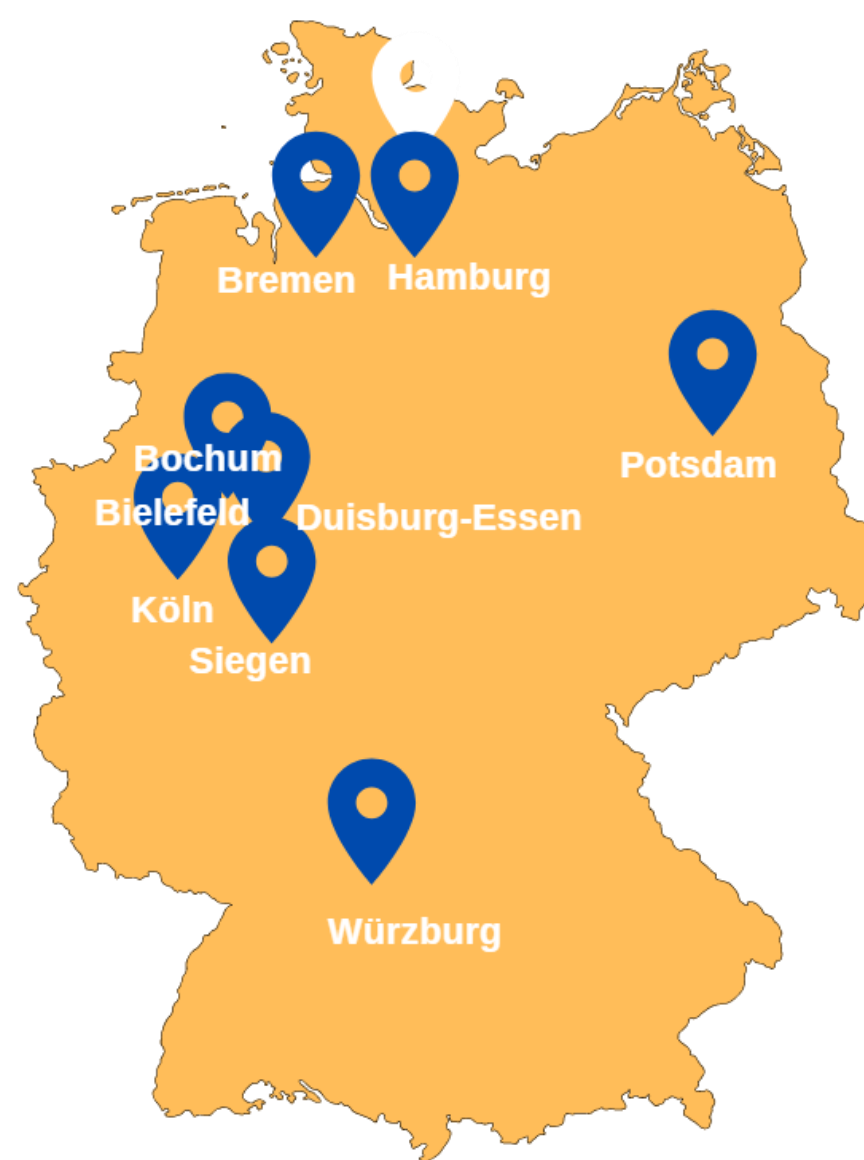 Bremen
Hamburg
Bochum
Potsdam
Bielefeld
Duisburg-Essen
Köln
Siegen
Würzburg